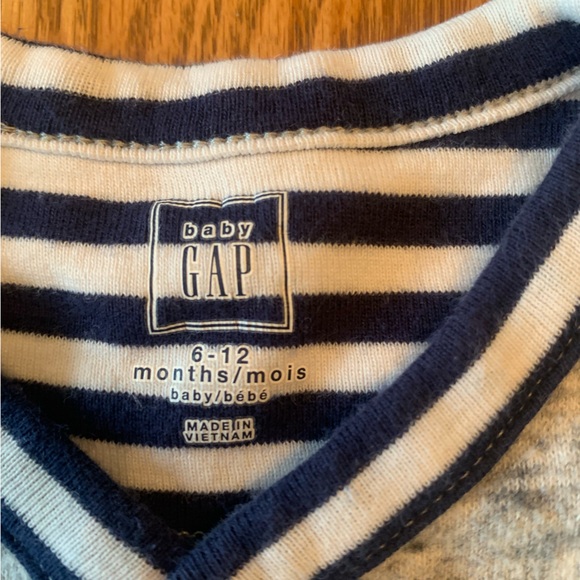 baby
GAP
6-12
months/mois
baby/bébé
MADE IN
VIETNAM